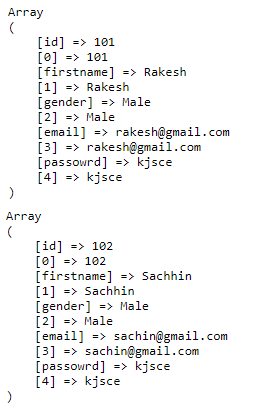 Array
(
    [id] => 101
    [0] => 101
    [firstname] => Rakesh
    [1] => Rakesh
    [gender] => Male
    [2] => Male
    [email] => rakesh@gmail.com
    [3] => rakesh@gmail.com
    [passowrd] => kjsce
    [4] => kjsce
)
Array
(
    [id] => 102
    [0] => 102
    [firstname] => Sachhin
    [1] => Sachhin
    [gender] => Male
    [2] => Male
    [email] => sachin@gmail.com
    [3] => sachin@gmail.com
    [passowrd] => kjsce
    [4] => kjsce
)